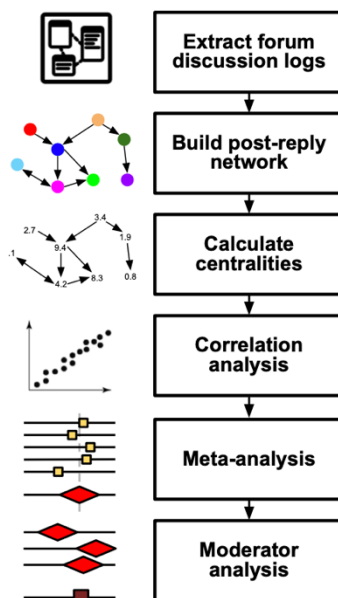 Extract forum
discussion logs
Build post-reply
network
3.4
2.7
1.9
9.4
.1
8.3
0.8
4.2
Calculate
centralities
Correlation
analysis
Meta-analysis
Moderator
analysis